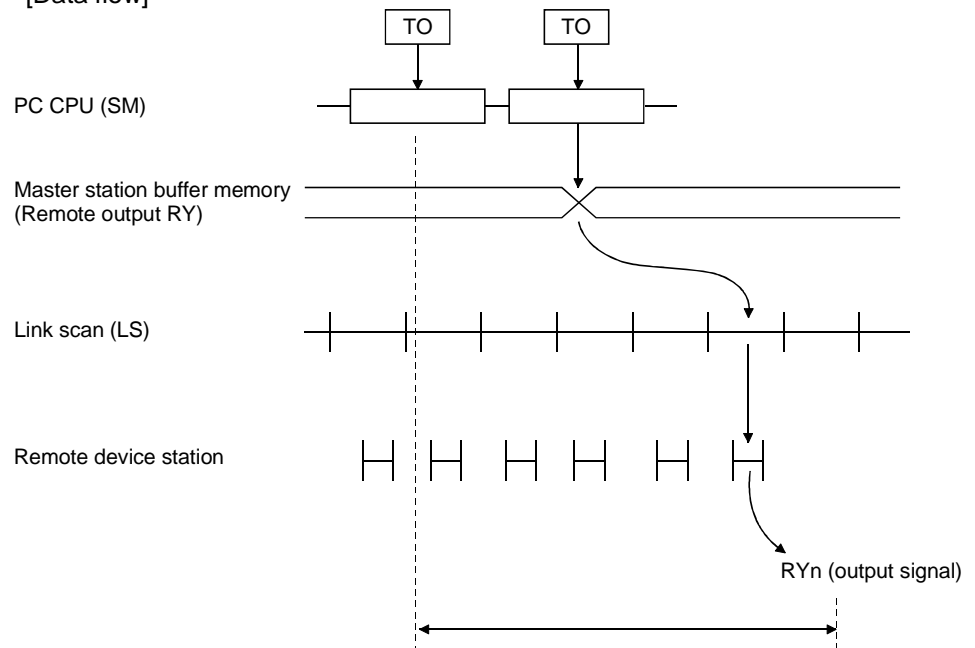 [Data flow]
TO
TO
PC CPU (SM)
Master station buffer memory
(Remote output RY)
Link scan (LS)
Remote device station
RYn (output signal)